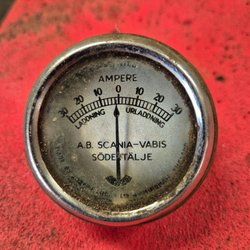 AMPERE
30 20 10 0 10 20 30
LADDNING URLADDNING
A.B. SCANIA-VABIS
SÖDERTÄLJE